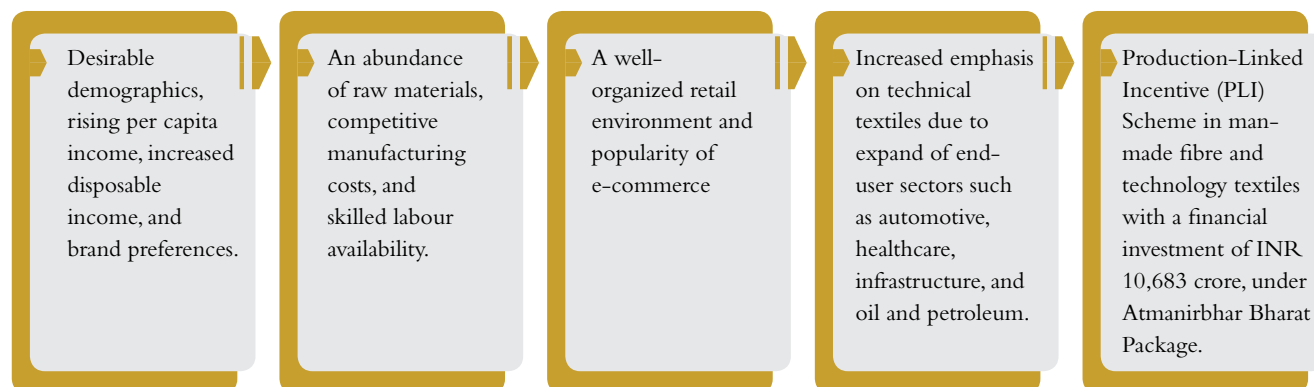 Desirable
demographics,
rising per capita
income, increased
disposable
income, and
brand preferences.
An abundance
of raw materials,
competitive
manufacturing
costs, and
skilled labour
availability.
A well-
organized retail
environment and
popularity of
e-commerce
Increased emphasis
on technical
textiles due to
expand of end-
user sectors such
as automotive,
healthcare,
infrastructure, and
oil and petroleum.
Production-Linked
Incentive (PLI)
Scheme in man-
made fibre and
technology textiles
with a financial
investment of INR
10,683 crore, under
Atmanirbhar Bharat
Package.